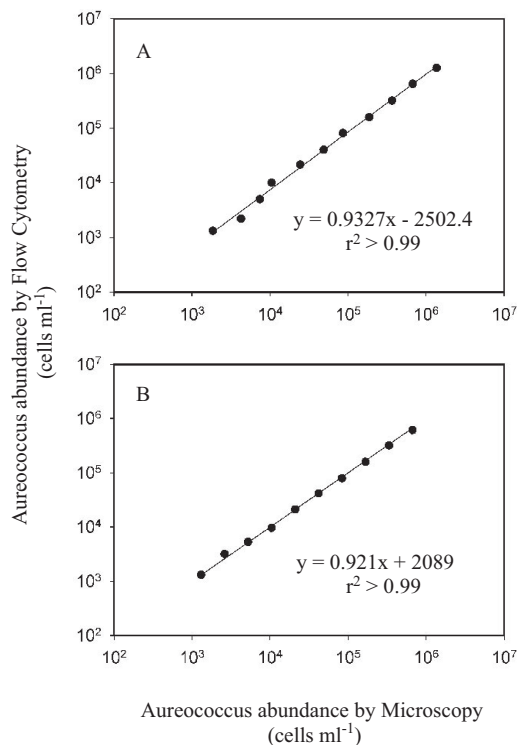 Aureococcus abundance by Flow Cytometry
(cells ml⁻¹)
10⁷
10⁶
10⁵
10⁴
10³
10²
A
y = 0.9327x - 2502.4
r² > 0.99
10² 10³ 10⁴ 10⁵ 10⁶ 10⁷
10⁷
10⁶
10⁵
10⁴
10³
10²
B
y = 0.921x + 2089
r² > 0.99
10² 10³ 10⁴ 10⁵ 10⁶ 10⁷
Aureococcus abundance by Microscopy
(cells ml⁻¹)